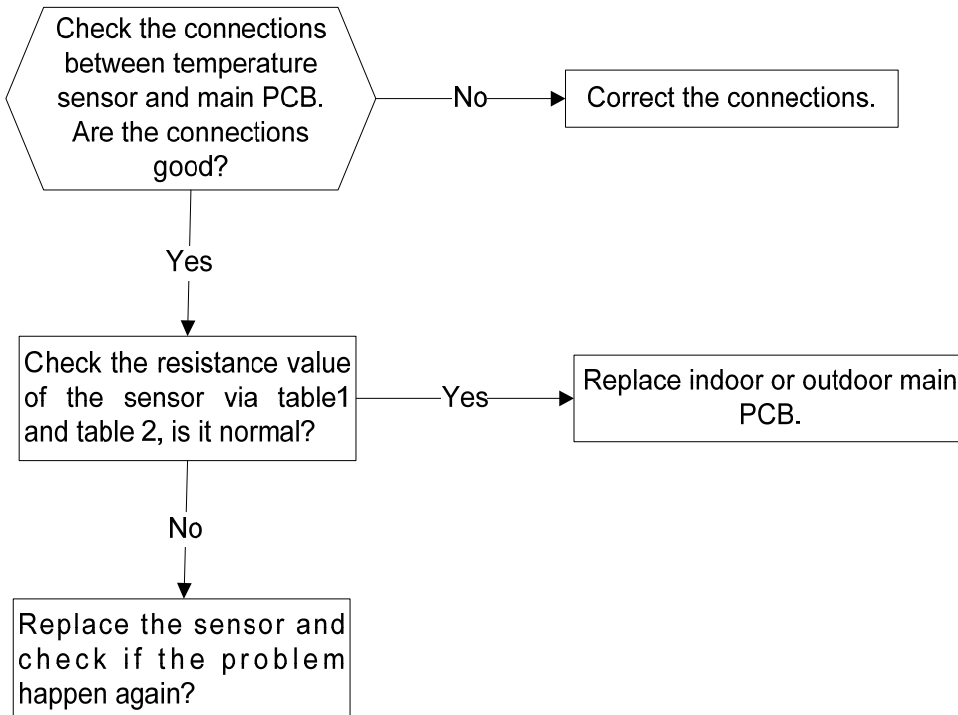 Check the connections
between temperature
sensor and main PCB.
Are the connections
good?
No
Correct the connections.
Yes
Check the resistance value
of the sensor via table1
and table 2, is it normal?
Yes
Replace indoor or outdoor main
PCB.
No
Replace the sensor and
check if the problem
happen again?